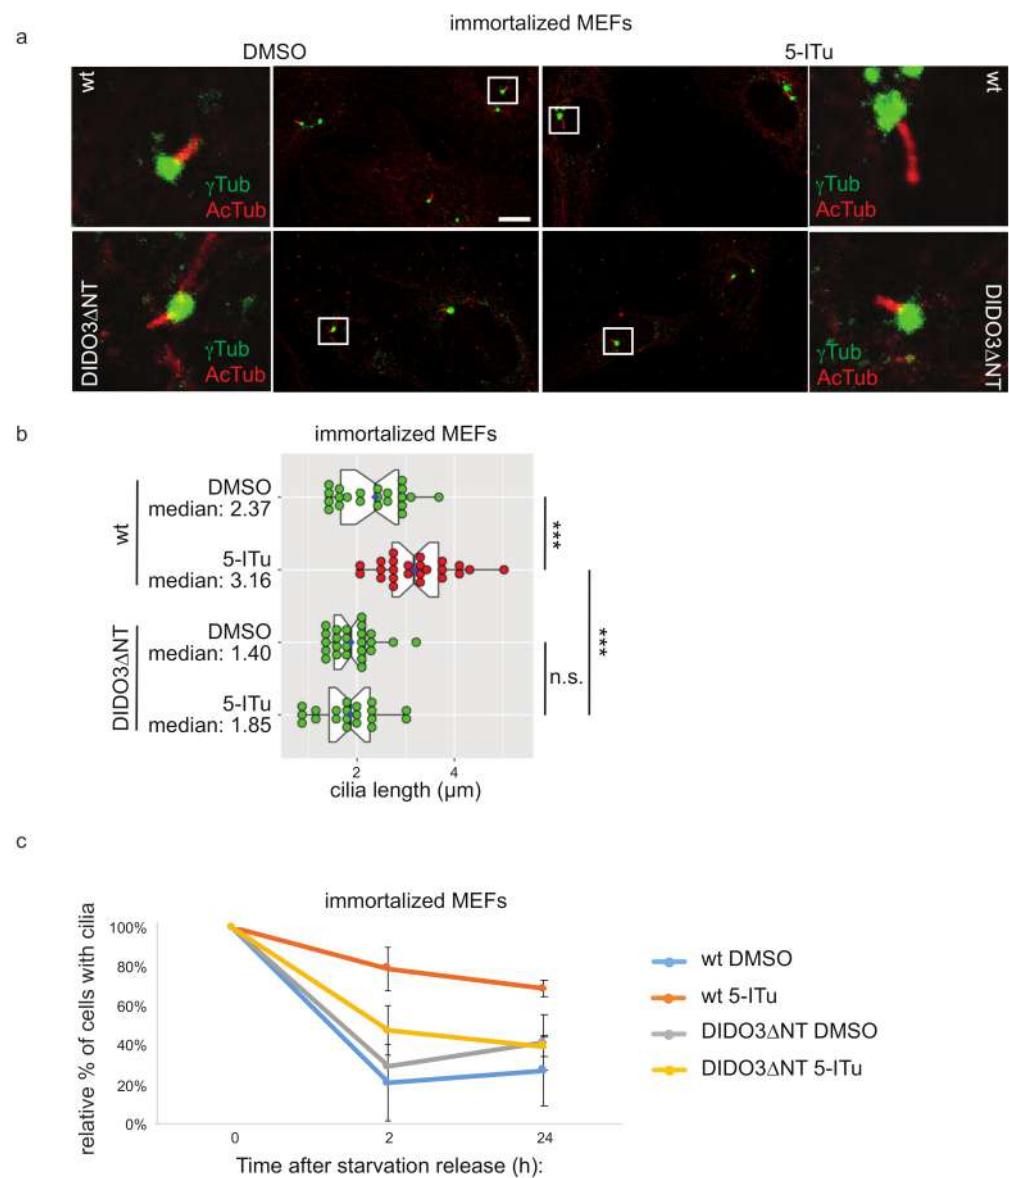 a
immortalized MEFs
DMSO
5-ITu
wt
γTub
AcTub
wt
γTub
AcTub
DIDO3ΔNT
γTub
AcTub
DIDO3ΔNT
γTub
AcTub
b
immortalized MEFs
wt
DMSO
median: 2.37
5-ITu
median: 3.16
DIDO3ΔNT
DMSO
median: 1.40
5-ITu
median: 1.85
***
***
n.s.
2 4
cilia length (μm)
c
immortalized MEFs
relative % of cells with cilia
100%
80%
60%
40%
20%
0%
0 2 24
Time after starvation release (h):
wt DMSO
wt 5-ITu
DIDO3ΔNT DMSO
DIDO3ΔNT 5-ITu